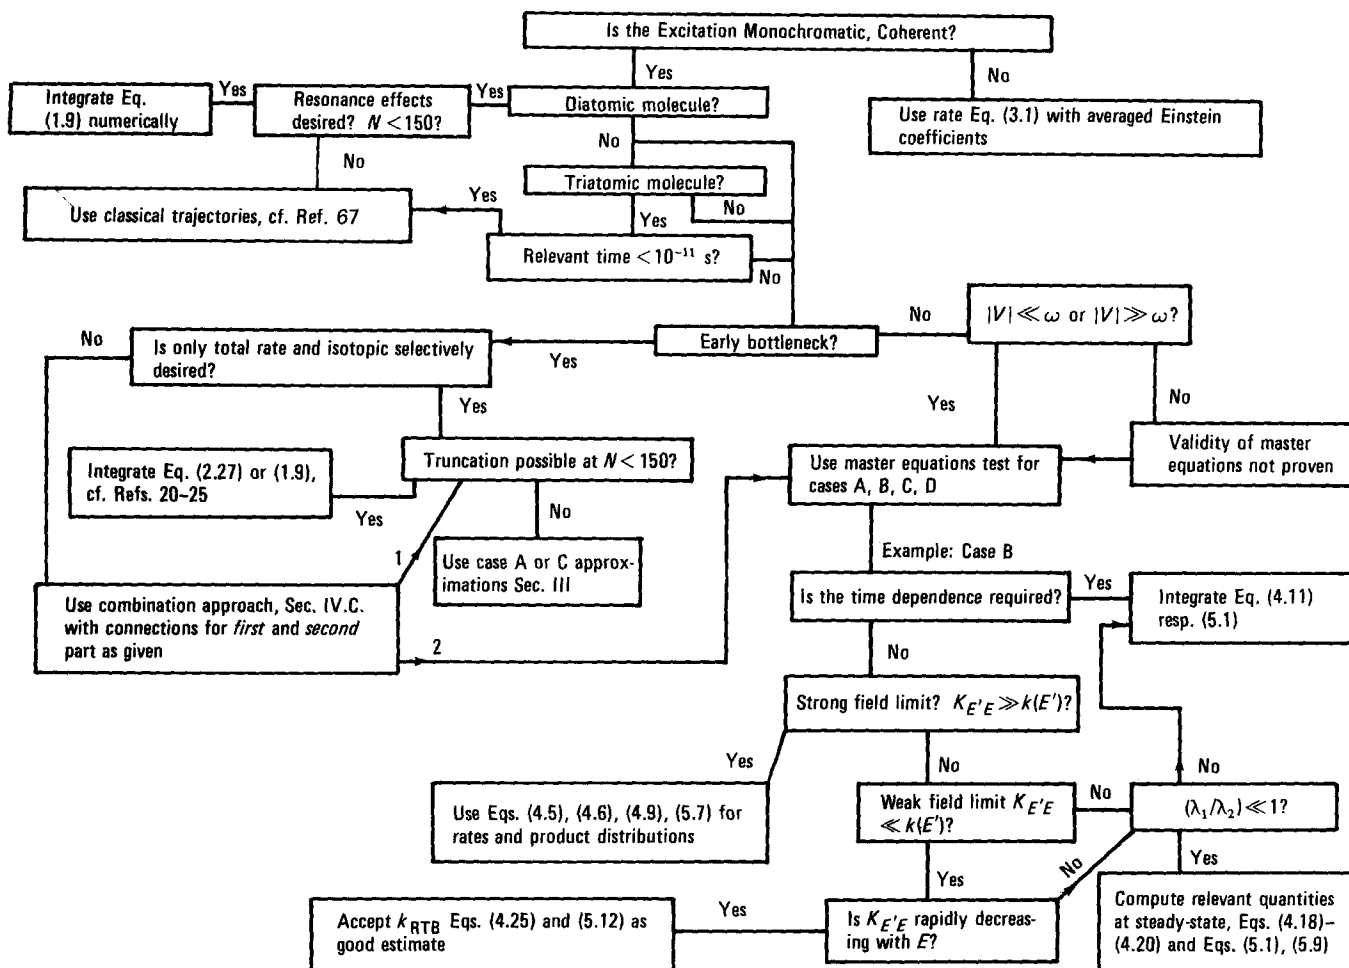 Is the Excitation Monochromatic, Coherent?
Yes
No
Integrate Eq.
(1.9) numerically
Yes
Resonance effects
desired? N < 150?
Yes
Diatomic molecule?
Use rate Eq. (3.1) with averaged Einstein
coefficients
No
No
Triatomic molecule?
Use classical trajectories, cf. Ref. 67
Yes
Yes
No
Relevant time < 10⁻¹¹ s?
No
|V| ≪ ω or |V| ≫ ω?
No
Early bottleneck?
No
Is only total rate and isotopic selectively
desired?
Yes
Yes
Yes
No
Integrate Eq. (2.27) or (1.9),
cf. Refs. 20–25
Truncation possible at N < 150?
Use master equations test for
cases A, B, C, D
Validity of master
equations not proven
Yes
No
1
Use case A or C approx-
imations Sec. III
Example: Case B
Use combination approach, Sec. IV.C.
with connections for first and second
part as given
2
Is the time dependence required?
Yes
Integrate Eq. (4.11)
resp. (5.1)
No
Strong field limit? K_E′E ≫ k(E′)?
Yes
No
No
Use Eqs. (4.5), (4.6), (4.9), (5.7) for
rates and product distributions
Weak field limit K_E′E
≪ k(E′)?
No
(λ₁/λ₂) ≪ 1?
Yes
No
Yes
Accept k_RTB Eqs. (4.25) and (5.12) as
good estimate
Yes
Is K_E′E rapidly decreas-
ing with E?
Compute relevant quantities
at steady-state, Eqs. (4.18)–
(4.20) and Eqs. (5.1), (5.9)